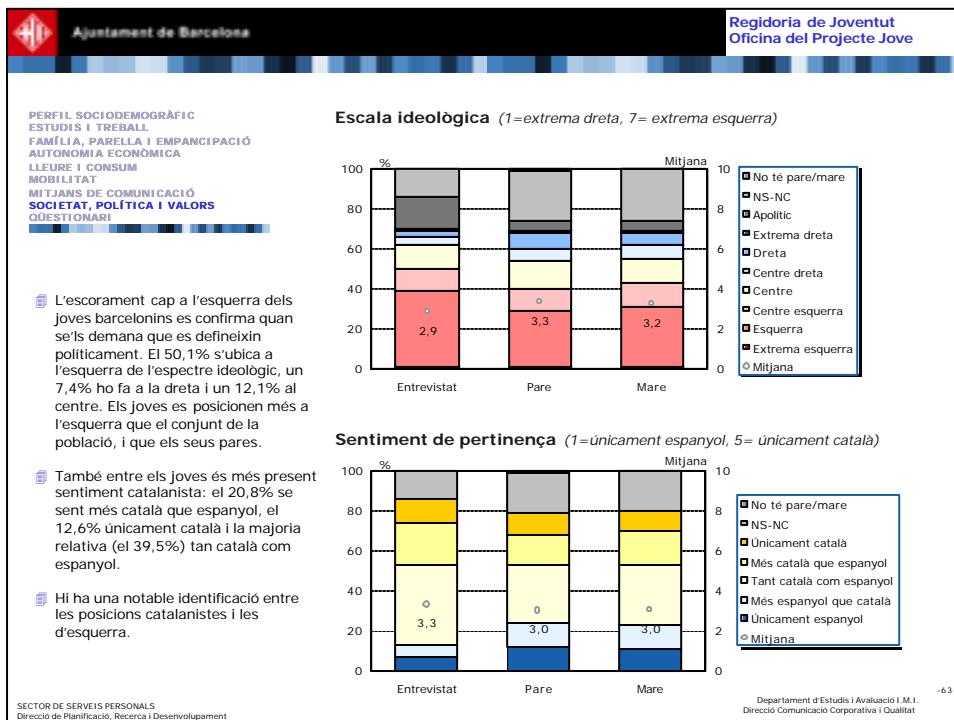 Ajuntament de Barcelona
Regidoria de Joventut
Oficina del Projecte Jove
PERFIL SOCIODEMOGRÀFIC
ESTUDIS I TREBALL
FAMÍLIA, PARELLA I EMPANCIPACIÓ
AUTONOMIA ECONÒMICA
LLEURE I CONSUM
MOBILITAT
MITJANS DE COMUNICACIÓ
SOCIETAT, POLÍTICA I VALORS
QÜESTIONARI
L'escorament cap a l'esquerra dels
joves barcelonins es confirma quan
se'ls demana que es defineixin
políticament. El 50,1% s'ubica a
l'esquerra de l'espectre ideològic, un
7,4% ho fa a la dreta i un 12,1% al
centre. Els joves es posicionen més a
l'esquerra que el conjunt de la
població, i que els seus pares.
També entre els joves és més present
sentiment catalanista: el 20,8% se
sent més català que espanyol, el
12,6% únicament català i la majoria
relativa (el 39,5%) tan català com
espanyol.
Hi ha una notable identificació entre
les posicions catalanistes i les
d'esquerra.
Escala ideològica (1=extrema dreta, 7= extrema esquerra)
% Mitjana
100 10
80 8
60 6
40 4
20 2
0 0
2,9 3,3 3,2
Entrevistat Pare Mare
No té pare/mare
NS-NC
Apolític
Extrema dreta
Dreta
Centre dreta
Centre
Centre esquerra
Esquerra
Extrema esquerra
Mitjana
Sentiment de pertinença (1=únicament espanyol, 5= únicament català)
% Mitjana
100 10
80 8
60 6
40 4
20 2
0 0
3,3 3,0 3,0
Entrevistat Pare Mare
No té pare/mare
NS-NC
Únicament català
Més català que espanyol
Tant català com espanyol
Més espanyol que català
Únicament espanyol
Mitjana
SECTOR DE SERVEIS PERSONALS
Direcció de Planificació, Recerca i Desenvolupament
Departament d'Estudis i Avaluació I.M.I.
Direcció Comunicació Corporativa i Qualitat
-63